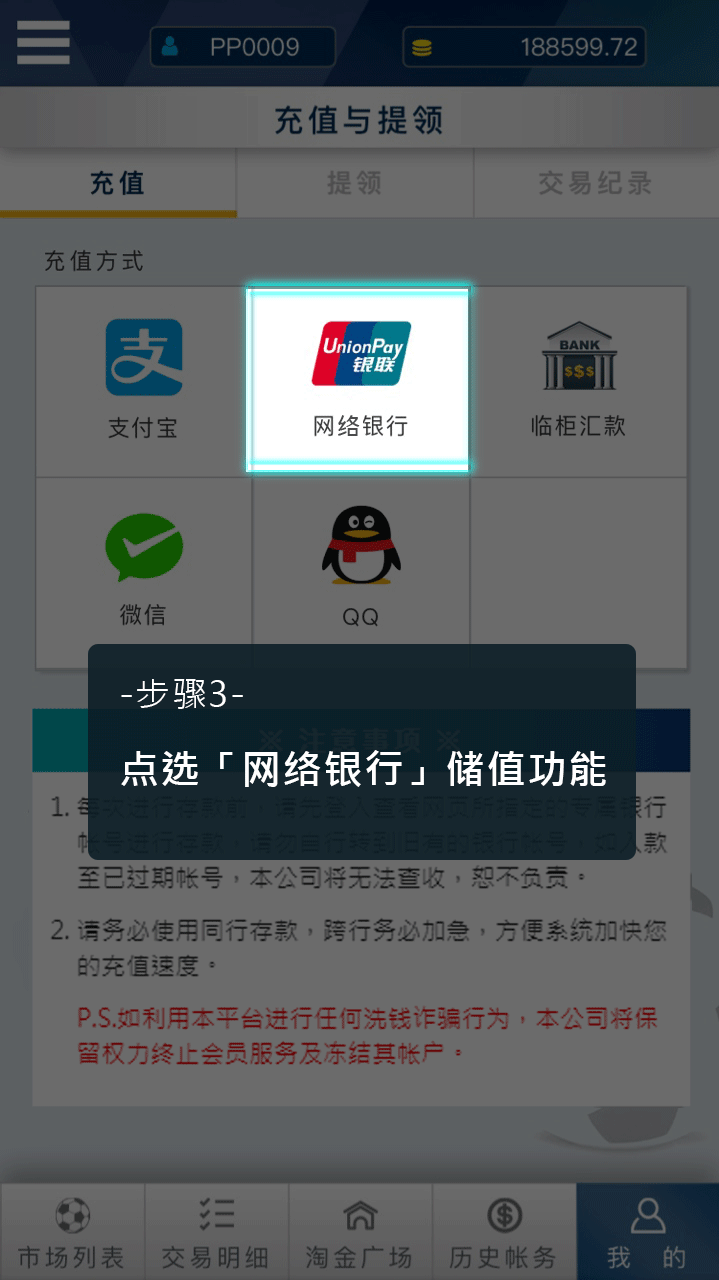 PP0009
188599.72
充值与提领
充值
提领
交易纪录
充值方式
支付宝
UnionPay
银联
网络银行
BANK
$$$
临柜汇款
微信
QQ
-步骤3-
※ 注意事项 ※
点选「网络银行」储值功能
1. 每次进行存款前，请先登入查看网页所指定的专属银行
帐号进行存款，请勿自行转到旧有的银行帐号，如入款
至已过期帐号，本公司将无法查收，恕不负责。
2. 请务必使用同行存款，跨行务必加急，方便系统加快您
的充值速度。
P.S.如利用本平台进行任何洗钱诈骗行为，本公司将保
留权力终止会员服务及冻结其帐户。
市场列表
交易明细
淘金广场
历史帐务
我 的